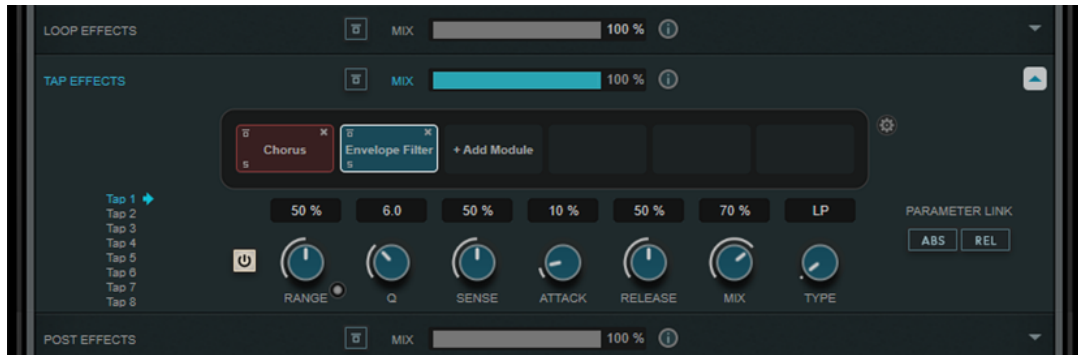 LOOP EFFECTS MIX 100 %
TAP EFFECTS MIX 100 %
Chorus Envelope Filter + Add Module
S S
Tap 1
Tap 2
Tap 3
Tap 4
Tap 5
Tap 6
Tap 7
Tap 8
50 % 6.0 50 % 10 % 50 % 70 % LP
RANGE Q SENSE ATTACK RELEASE MIX TYPE
PARAMETER LINK
ABS REL
POST EFFECTS MIX 100 %